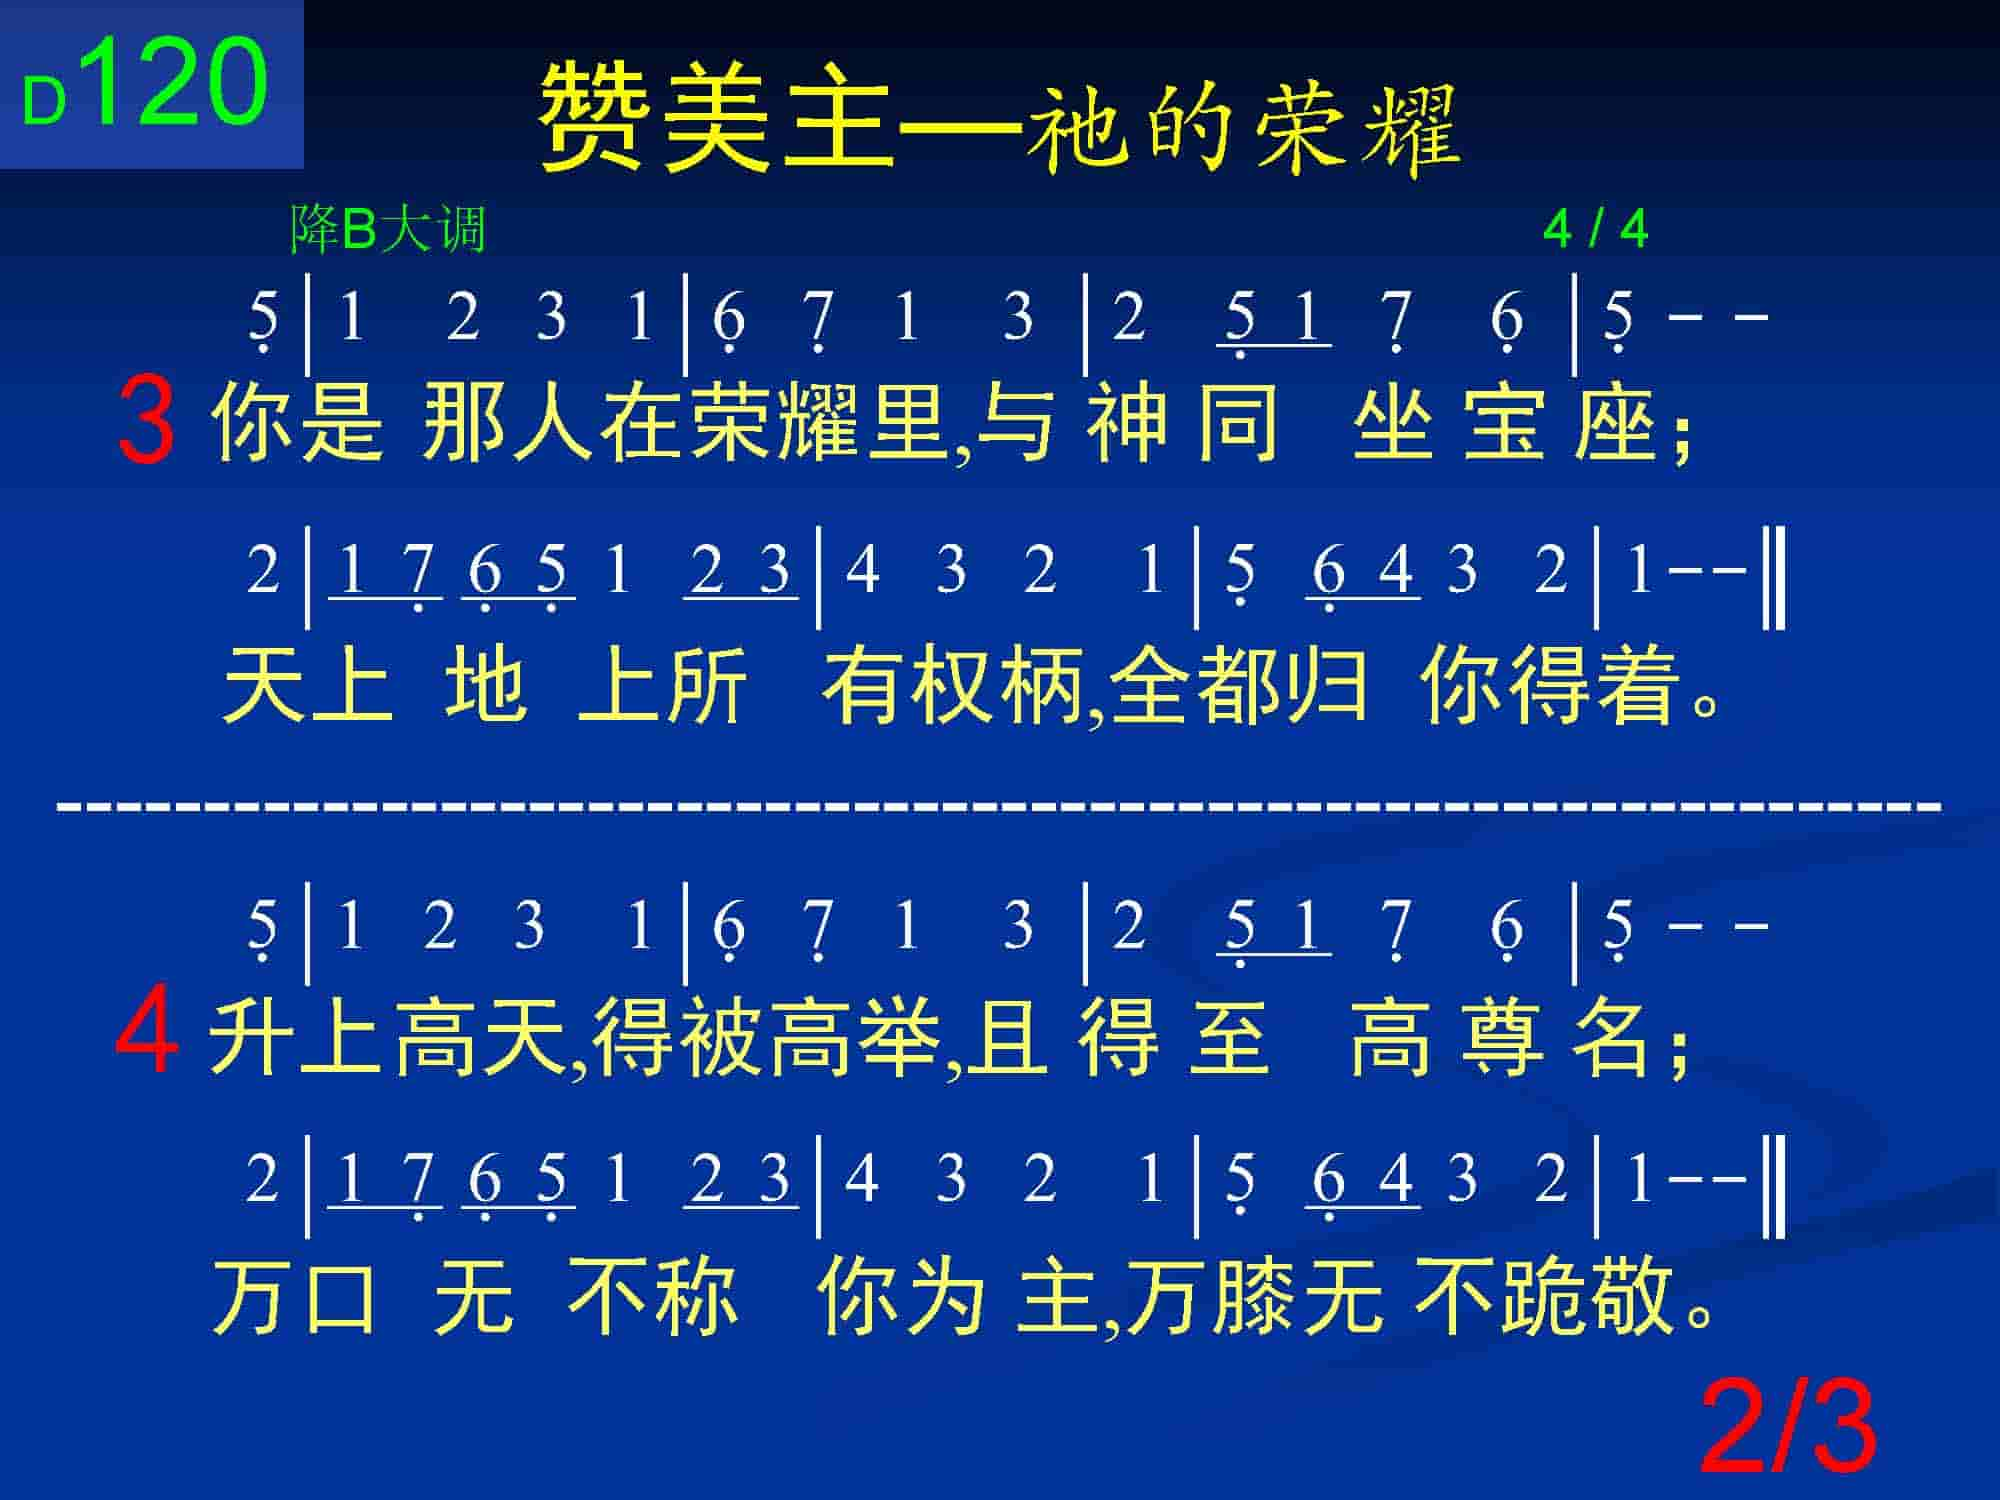 D120
赞美主—祂的荣耀
降B大调 4 / 4
5̣ | 1 2 3 1 | 6̣ 7̣ 1 3 | 2 5̣ 1 7̣ 6̣ | 5̣ - -
3 你是 那人在荣耀里,与 神 同 坐 宝 座;
2 | 1 7̣ 6̣ 5̣ 1 2 3 | 4 3 2 1 | 5̣ 6̣ 4 3 2 | 1 - - ‖
天上 地 上所 有权柄,全都归 你得着。
5̣ | 1 2 3 1 | 6̣ 7̣ 1 3 | 2 5̣ 1 7̣ 6̣ | 5̣ - -
4 升上高天,得被高举,且 得 至 高 尊 名;
2 | 1 7̣ 6̣ 5̣ 1 2 3 | 4 3 2 1 | 5̣ 6̣ 4 3 2 | 1 - - ‖
万口 无 不称 你为 主,万膝无 不跪敬。
2/3